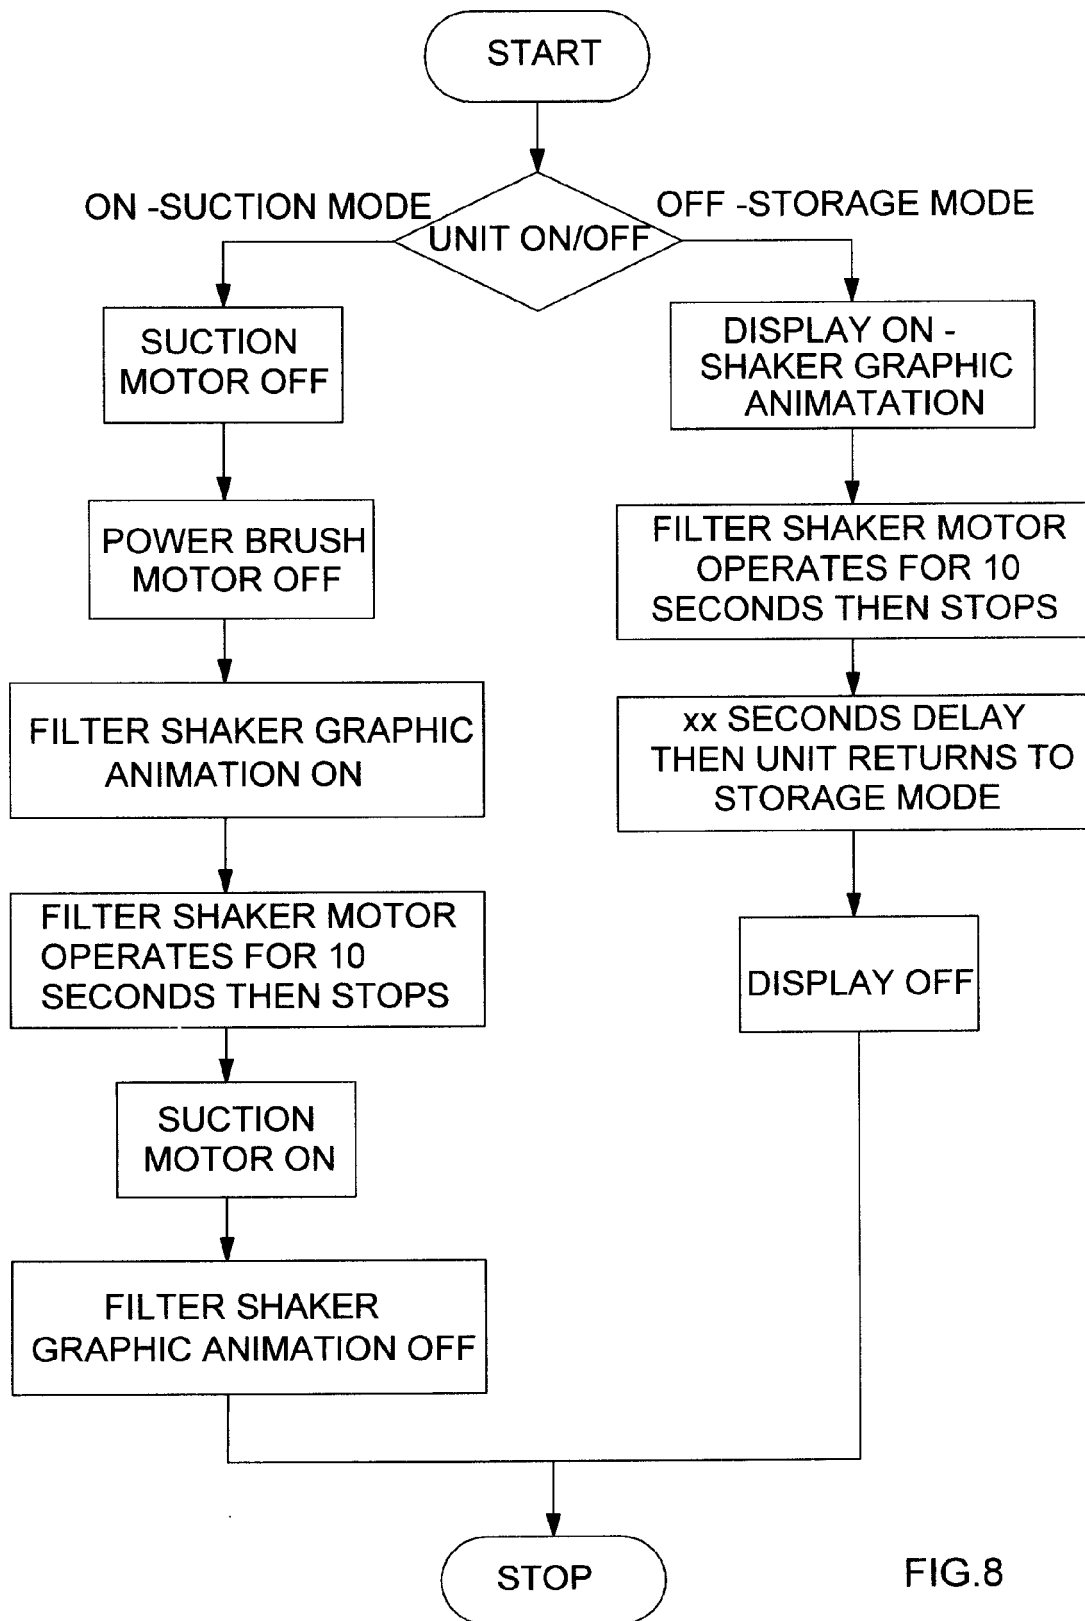 START
ON -SUCTION MODE
OFF -STORAGE MODE
UNIT ON/OFF
SUCTION
MOTOR OFF
POWER BRUSH
MOTOR OFF
FILTER SHAKER GRAPHIC
ANIMATION ON
FILTER SHAKER MOTOR
OPERATES FOR 10
SECONDS THEN STOPS
SUCTION
MOTOR ON
FILTER SHAKER
GRAPHIC ANIMATION OFF
DISPLAY ON -
SHAKER GRAPHIC
ANIMATATION
FILTER SHAKER MOTOR
OPERATES FOR 10
SECONDS THEN STOPS
xx SECONDS DELAY
THEN UNIT RETURNS TO
STORAGE MODE
DISPLAY OFF
STOP
FIG.8